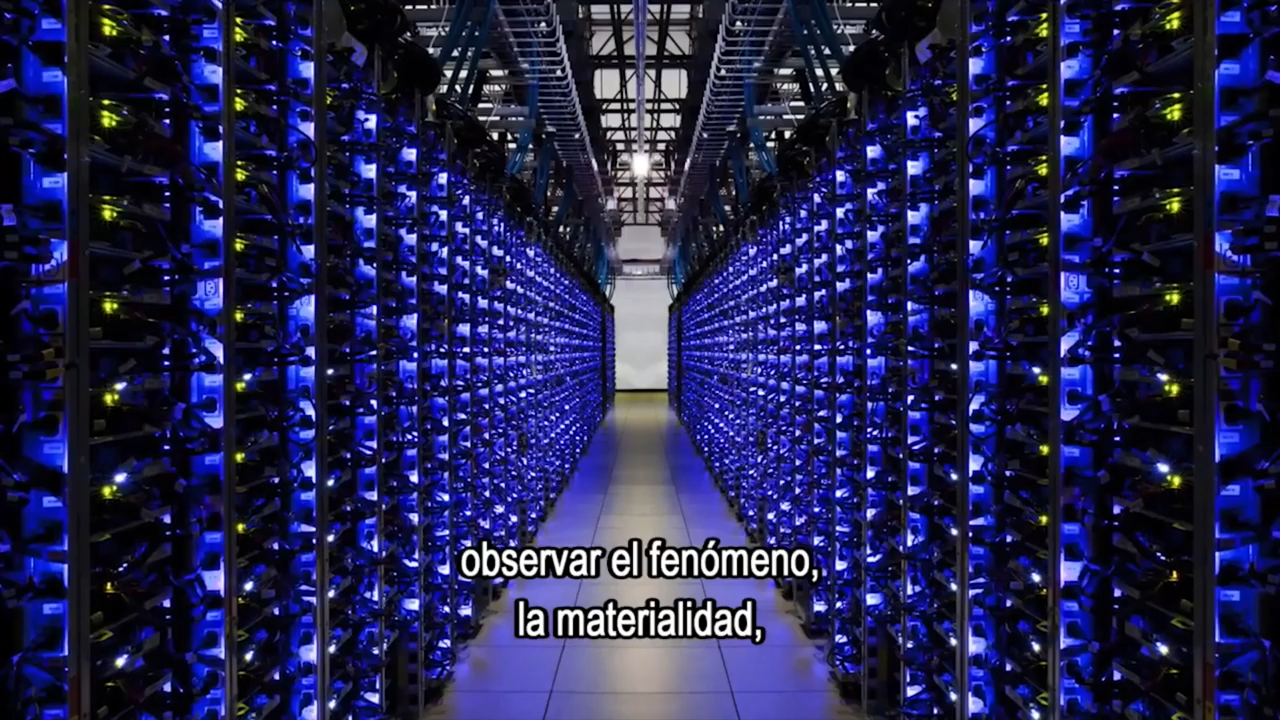 observar el fenómeno,
la materialidad,